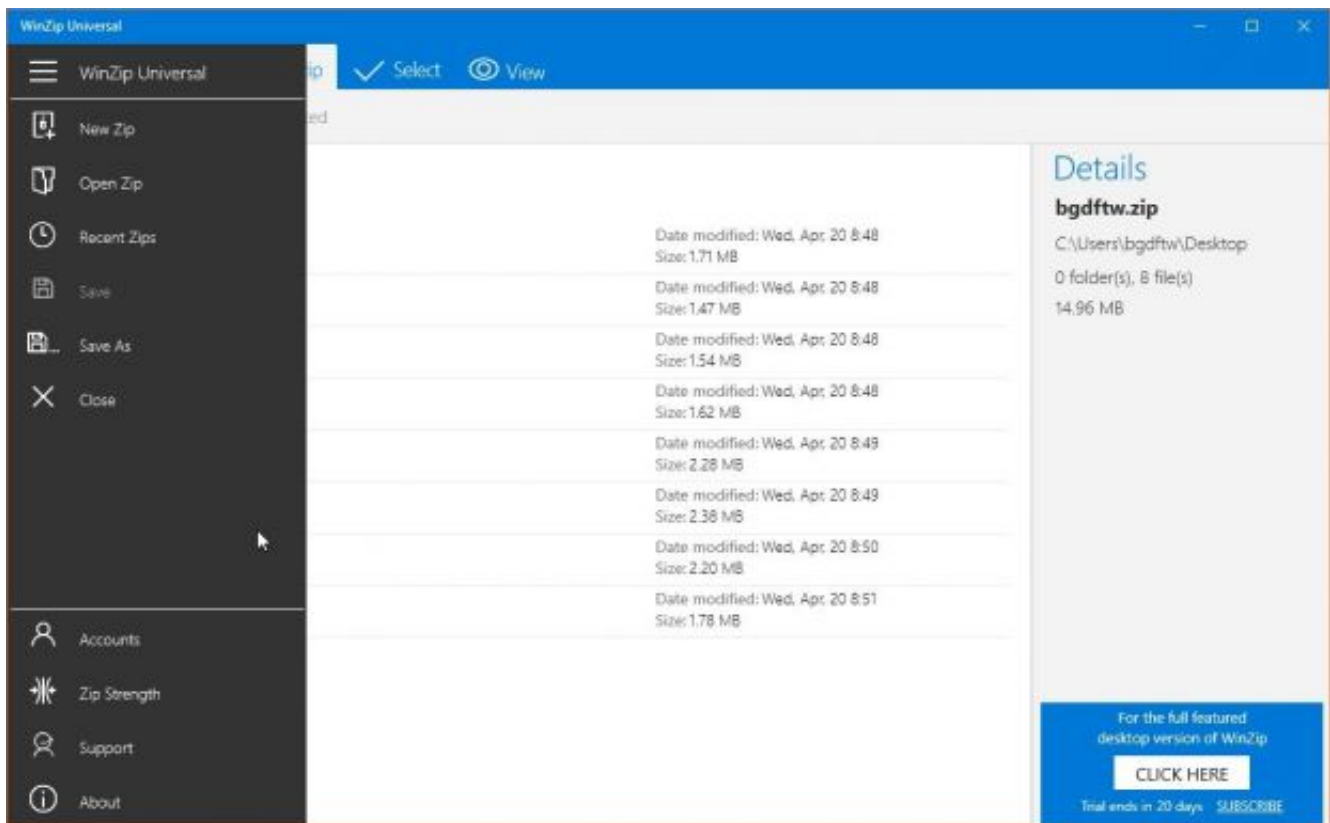 WinZip Universal
WinZip Universal
ip
Select
View
ed
New Zip
Open Zip
Recent Zips
Save
Save As
Close
Accounts
Zip Strength
Support
About
Date modified: Wed, Apr. 20 8:48
Size: 1.71 MB
Date modified: Wed, Apr. 20 8:48
Size: 1.47 MB
Date modified: Wed, Apr. 20 8:48
Size: 1.54 MB
Date modified: Wed, Apr. 20 8:48
Size: 1.62 MB
Date modified: Wed, Apr. 20 8:49
Size: 2.28 MB
Date modified: Wed, Apr. 20 8:49
Size: 2.38 MB
Date modified: Wed, Apr. 20 8:50
Size: 2.20 MB
Date modified: Wed, Apr. 20 8:51
Size: 1.78 MB
Details
bgdftw.zip
C:\Users\bgdftw\Desktop
0 folder(s), 8 file(s)
14.96 MB
For the full featured
desktop version of WinZip
CLICK HERE
Trial ends in 20 days SUBSCRIBE